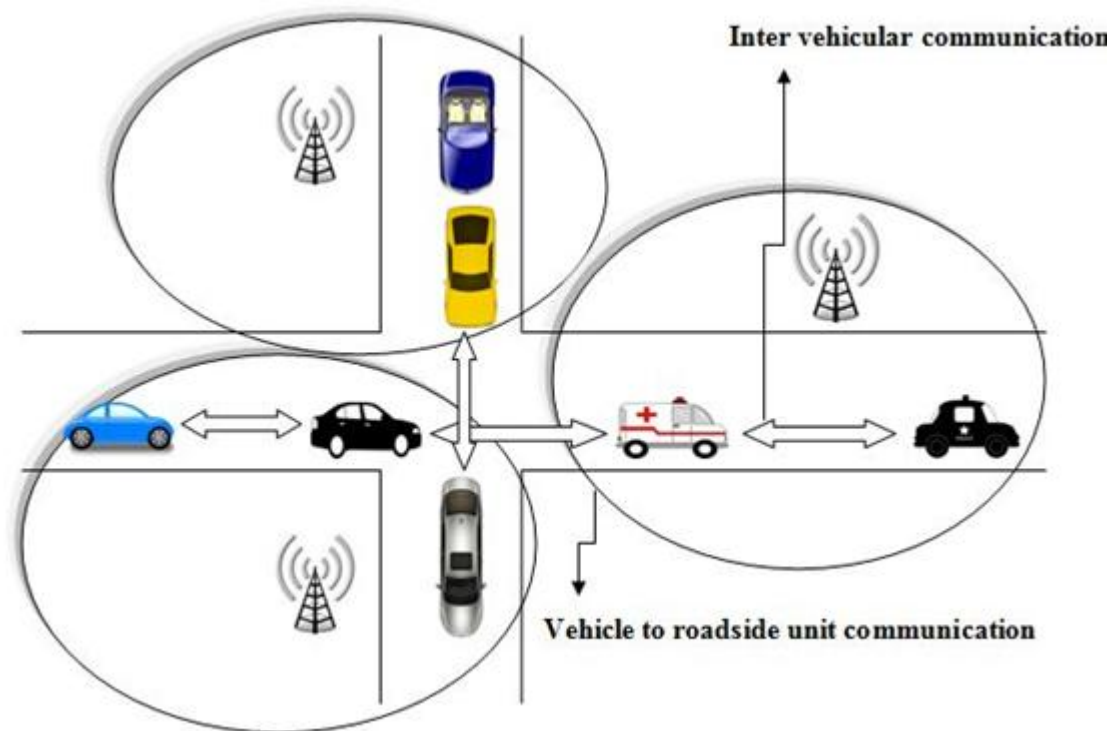 Inter vehicular communication
Vehicle to roadside unit communication